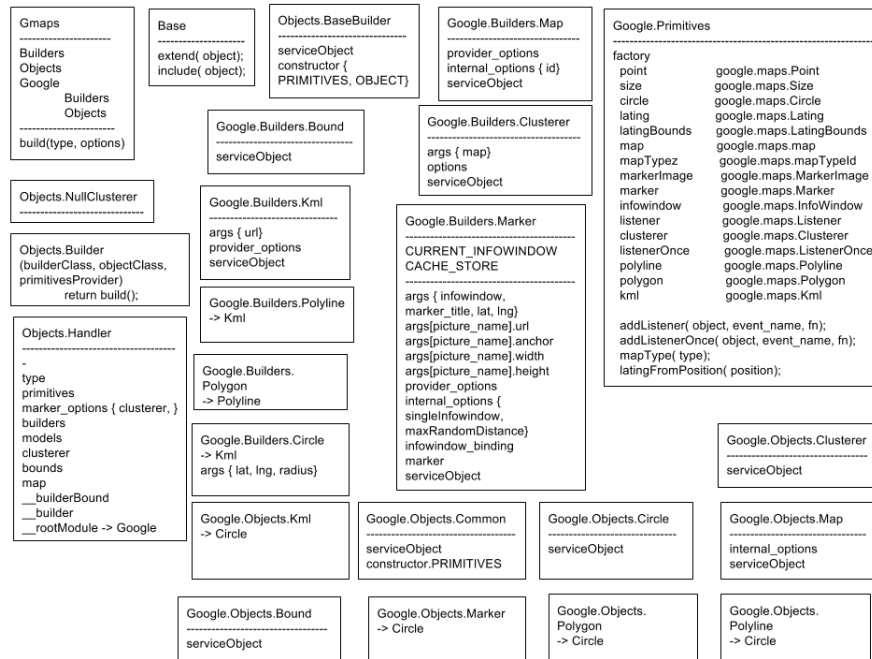 Gmaps
------------------------
Builders
Objects
Google
Builders
Objects
------------------------
build(type, options)
Base
------------------------
extend( object);
include( object);
Objects.BaseBuilder
--------------------------------
serviceObject
constructor {
PRIMITIVES, OBJECT}
Google.Builders.Map
--------------------------------
provider_options
internal_options { id}
serviceObject
Google.Primitives
----------------------------------------------------------------
factory
point google.maps.Point
size google.maps.Size
circle google.maps.Circle
latlng google.maps.Latlng
latlngBounds google.maps.LatlngBounds
map google.maps.map
mapTypez google.maps.mapTypeId
markerImage google.maps.MarkerImage
marker google.maps.Marker
infowindow google.maps.InfoWindow
listener google.maps.Listener
clusterer google.maps.Clusterer
listenerOnce google.maps.ListenerOnce
polyline google.maps.Polyline
polygon google.maps.Polygon
kml google.maps.Kml
addListener( object, event_name, fn);
addListenerOnce( object, event_name, fn);
mapType( type);
latlngFromPosition( position);
Google.Builders.Bound
----------------------------------
serviceObject
Google.Builders.Clusterer
--------------------------------------
args { map}
options
serviceObject
Objects.NullClusterer
-------------------------------
Google.Builders.Kml
--------------------------------
args { url}
provider_options
serviceObject
Google.Builders.Marker
-------------------------------------------
CURRENT_INFOWINDOW
CACHE_STORE
-------------------------------------------
args { infowindow,
marker_title, lat, lng}
args[picture_name].url
args[picture_name].anchor
args[picture_name].width
args[picture_name].height
provider_options
internal_options {
singleInfowindow,
maxRandomDistance}
infowindow_binding
marker
serviceObject
Objects.Builder
(builderClass, objectClass,
primitivesProvider)
return build();
Google.Builders.Polyline
-> Kml
Objects.Handler
--------------------------------------
-
type
primitives
marker_options { clusterer, }
builders
models
clusterer
bounds
map
__builderBound
__builder
__rootModule -> Google
Google.Builders.
Polygon
-> Polyline
Google.Builders.Circle
-> Kml
args { lat, lng, radius}
Google.Objects.Clusterer
-----------------------------------
serviceObject
Google.Objects.Kml
-> Circle
Google.Objects.Common
-------------------------------------
serviceObject
constructor.PRIMITIVES
Google.Objects.Circle
--------------------------------
serviceObject
Google.Objects.Map
----------------------------------
internal_options
serviceObject
Google.Objects.Bound
-----------------------------------
serviceObject
Google.Objects.Marker
-> Circle
Google.Objects.
Polygon
-> Circle
Google.Objects.
Polyline
-> Circle